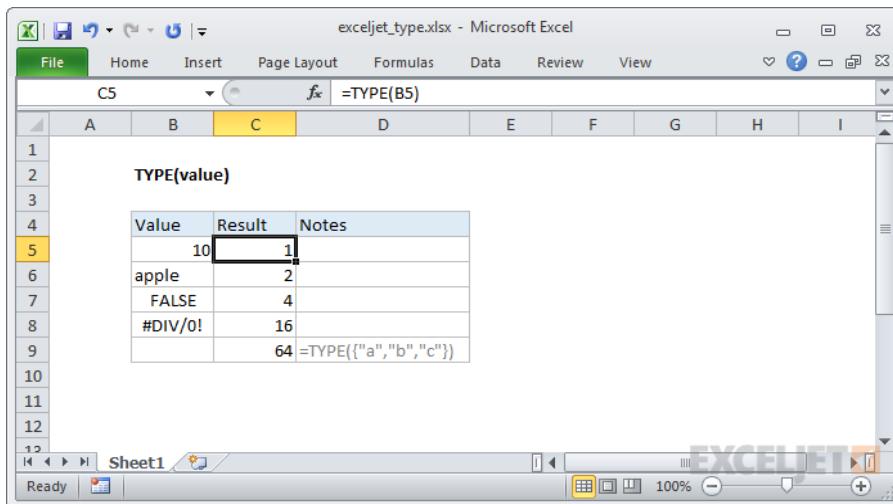 exceljet_type.xlsx - Microsoft Excel
File Home Insert Page Layout Formulas Data Review View
C5 fx =TYPE(B5)
A B C D E F G H I
1
2 TYPE(value)
3
4 Value Result Notes
5 10 1
6 apple 2
7 FALSE 4
8 #DIV/0! 16
9 64 =TYPE({"a","b","c"})
10
11
12
13
Sheet1
EXCELJET
Ready 100%